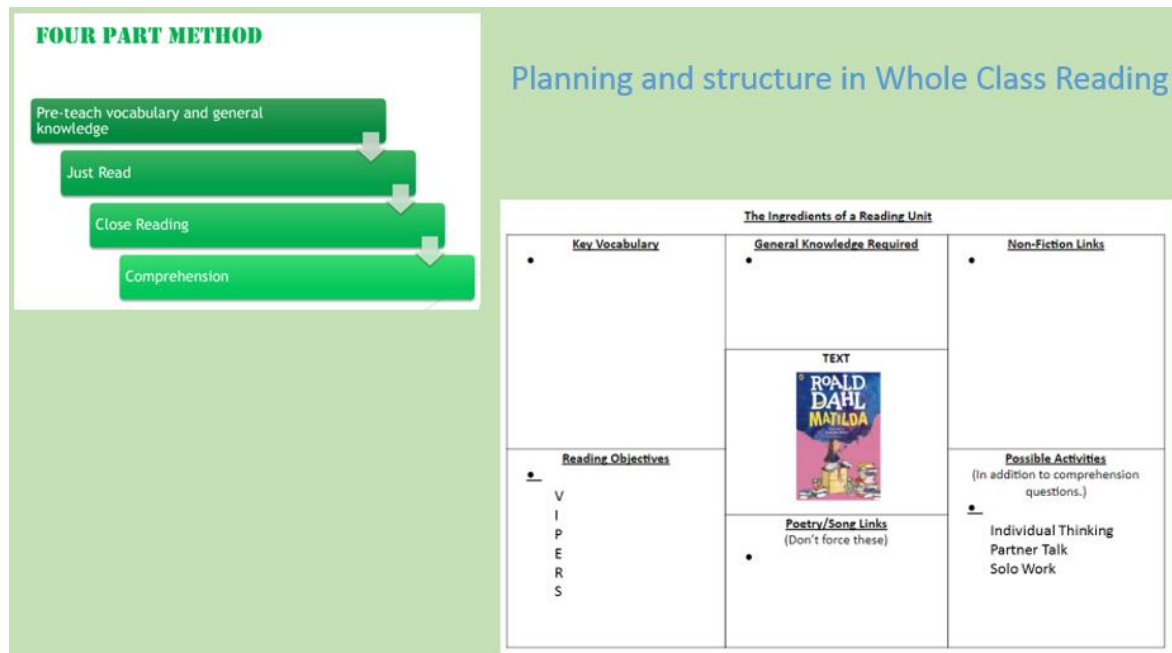 FOUR PART METHOD
Pre-teach vocabulary and general
knowledge
Just Read
Close Reading
Comprehension
Planning and structure in Whole Class Reading
The Ingredients of a Reading Unit
Key Vocabulary
•
General Knowledge Required
•
Non-Fiction Links
•
TEXT
ROALD
DAHL
MATILDA
Reading Objectives
•
V
I
P
E
R
S
Poetry/Song Links
(Don't force these)
•
Possible Activities
(In addition to comprehension
questions.)
•
Individual Thinking
Partner Talk
Solo Work